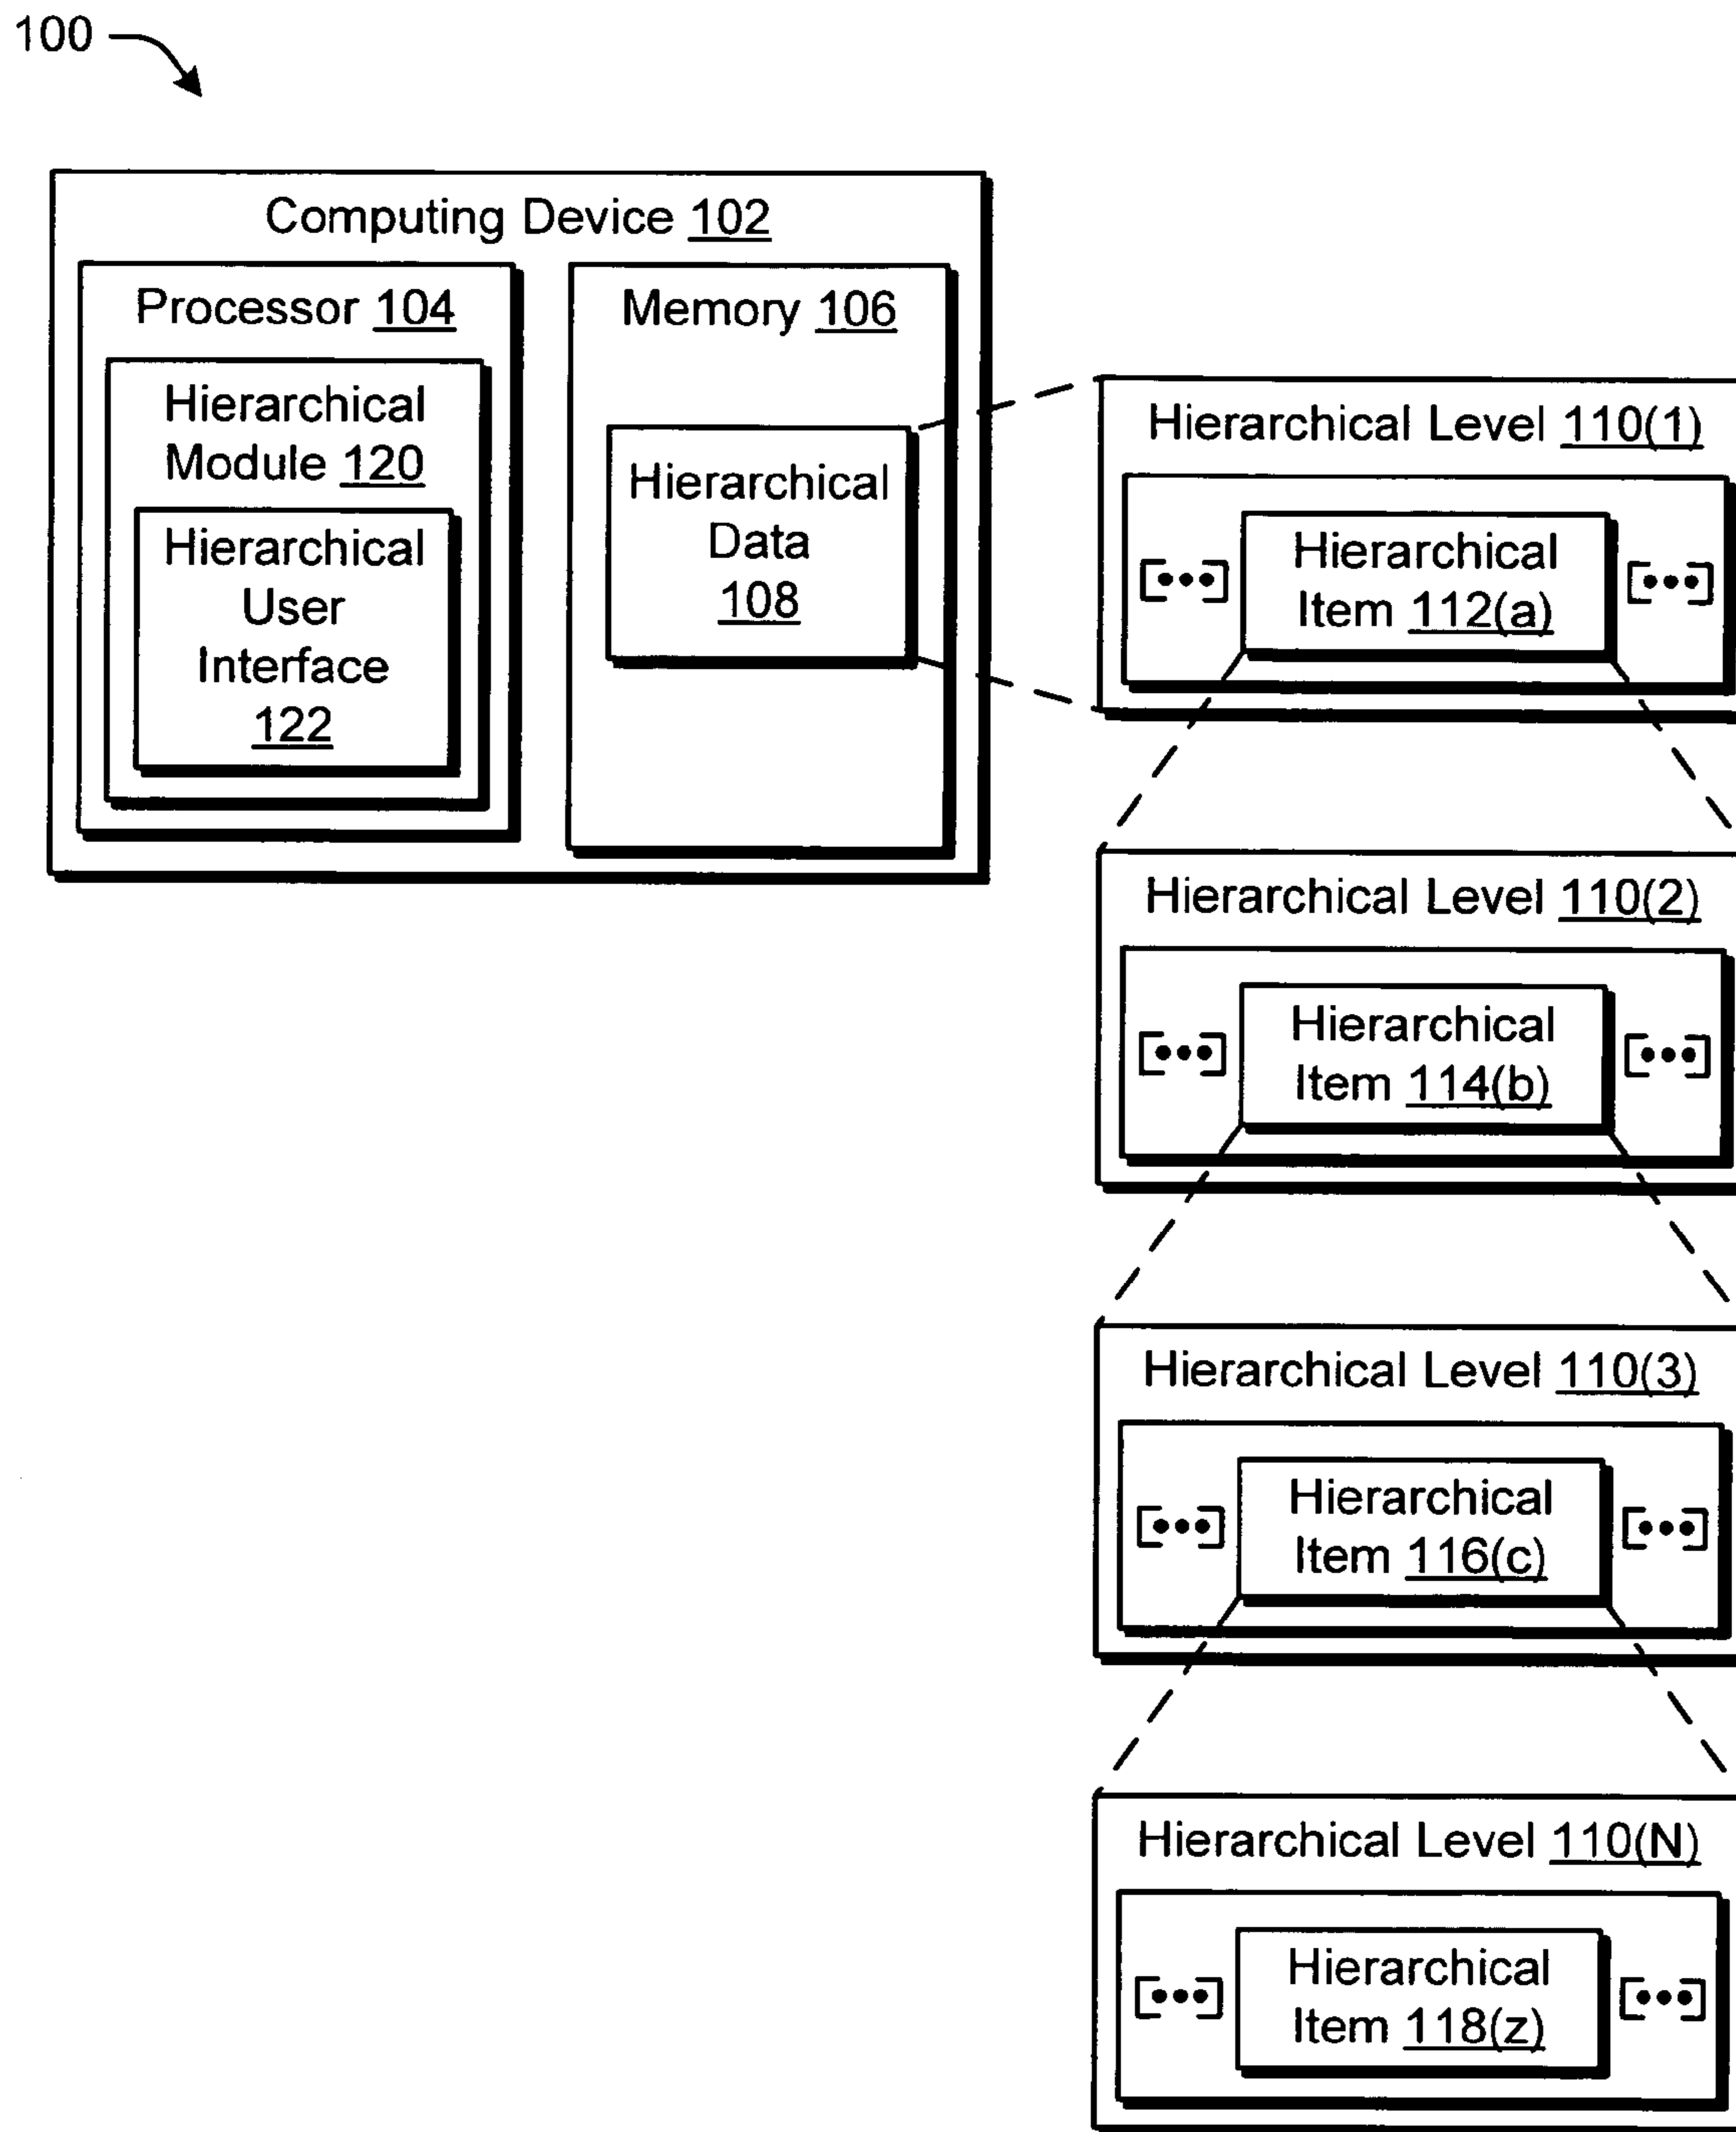 100
Computing Device 102
Processor 104
Hierarchical
Module 120
Hierarchical
User
Interface
122
Memory 106
Hierarchical
Data
108
Hierarchical Level 110(1)
[•••]
Hierarchical
Item 112(a)
[•••]
Hierarchical Level 110(2)
[•••]
Hierarchical
Item 114(b)
[•••]
Hierarchical Level 110(3)
[•••]
Hierarchical
Item 116(c)
[•••]
Hierarchical Level 110(N)
[•••]
Hierarchical
Item 118(z)
[•••]